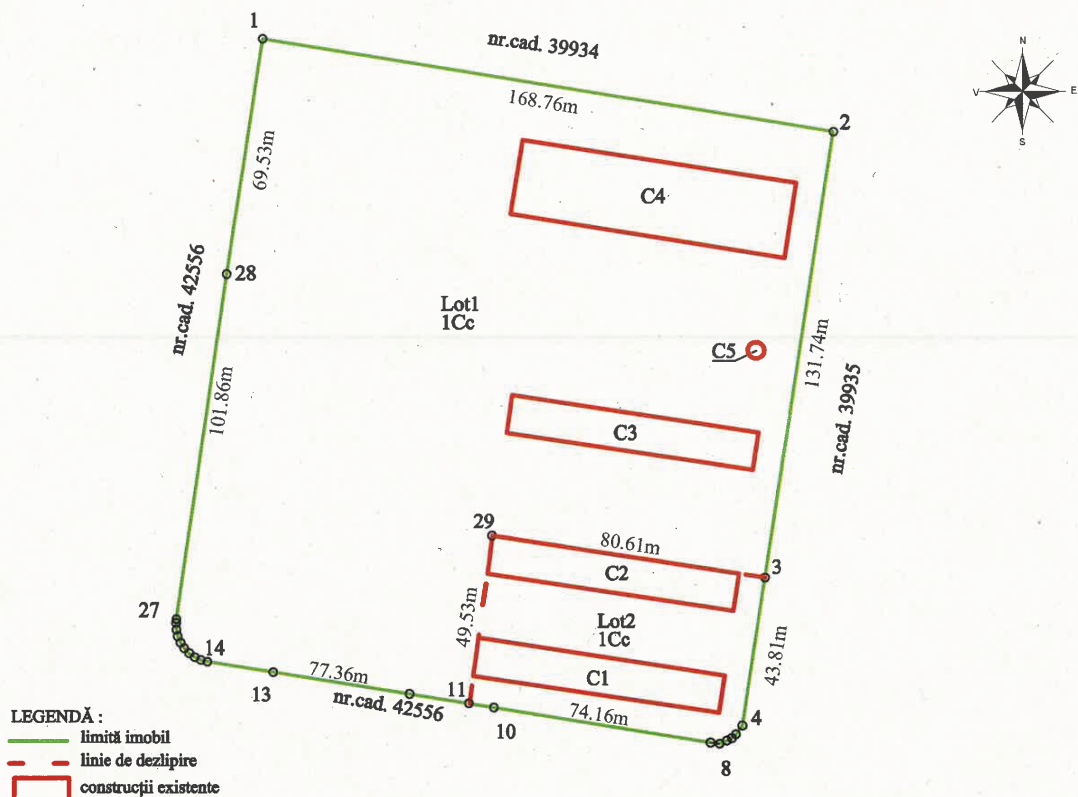 1
nr.cad. 39934
168.76m
2
N
V
E
S
69.53m
C4
nr.cad. 42556
28
Lot1
1Cc
C5
131.74m
nr.cad. 39935
101.86m
C3
29
80.61m
C2
3
27
49.53m
Lot2
1Cc
43.81m
14
C1
77.36m
13
nr.cad. 42556
11
10
74.16m
4
8
LEGENDĂ :
limită imobil
linie de dezlipire
construcții existente